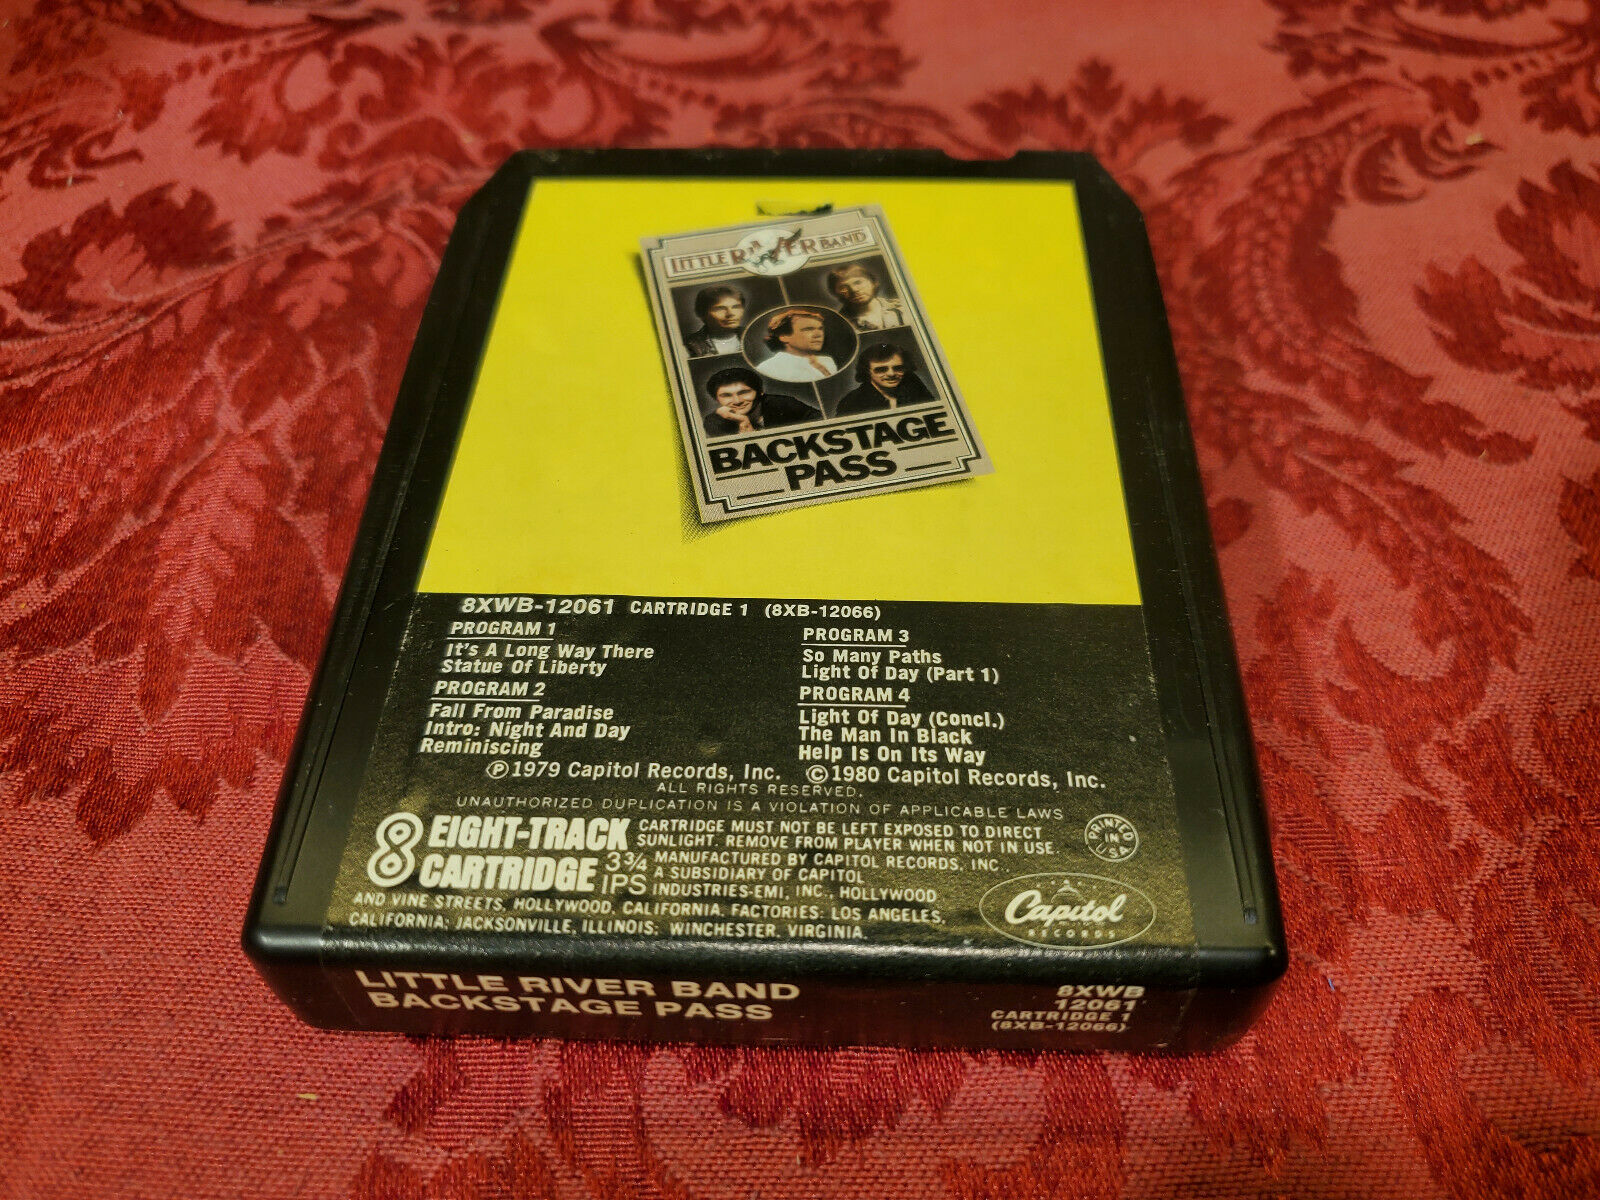 LITTLE RIVER BAND
BACKSTAGE
PASS
8XWB-12061 CARTRIDGE 1 (8XB-12066)
PROGRAM 1
It's A Long Way There
Statue Of Liberty
PROGRAM 2
Fall From Paradise
Intro: Night And Day
Reminiscing
PROGRAM 3
So Many Paths
Light Of Day (Part 1)
PROGRAM 4
Light Of Day (Concl.)
The Man In Black
Help Is On Its Way
Ⓟ1979 Capitol Records, Inc. ©1980 Capitol Records, Inc.
ALL RIGHTS RESERVED.
UNAUTHORIZED DUPLICATION IS A VIOLATION OF APPLICABLE LAWS
8 EIGHT-TRACK
CARTRIDGE 3¾
IPS
CARTRIDGE MUST NOT BE LEFT EXPOSED TO DIRECT
SUNLIGHT. REMOVE FROM PLAYER WHEN NOT IN USE.
MANUFACTURED BY CAPITOL RECORDS, INC.,
A SUBSIDIARY OF CAPITOL
INDUSTRIES-EMI, INC., HOLLYWOOD
AND VINE STREETS, HOLLYWOOD, CALIFORNIA. FACTORIES: LOS ANGELES,
CALIFORNIA; JACKSONVILLE, ILLINOIS; WINCHESTER, VIRGINIA.
PRINTED
IN
USA
Capitol
RECORDS
LITTLE RIVER BAND
BACKSTAGE PASS
8XWB
12061
CARTRIDGE 1
(8XB-12066)